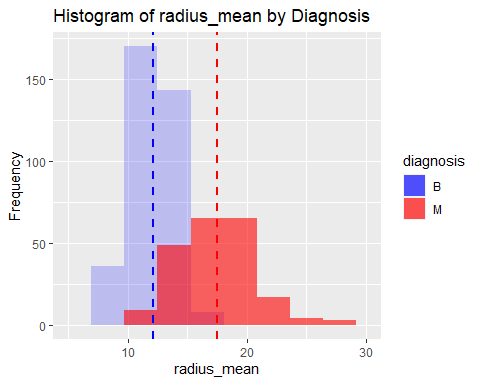 Histogram of radius_mean by Diagnosis
Frequency
150
100
50
0
10
20
30
radius_mean
diagnosis
B
M